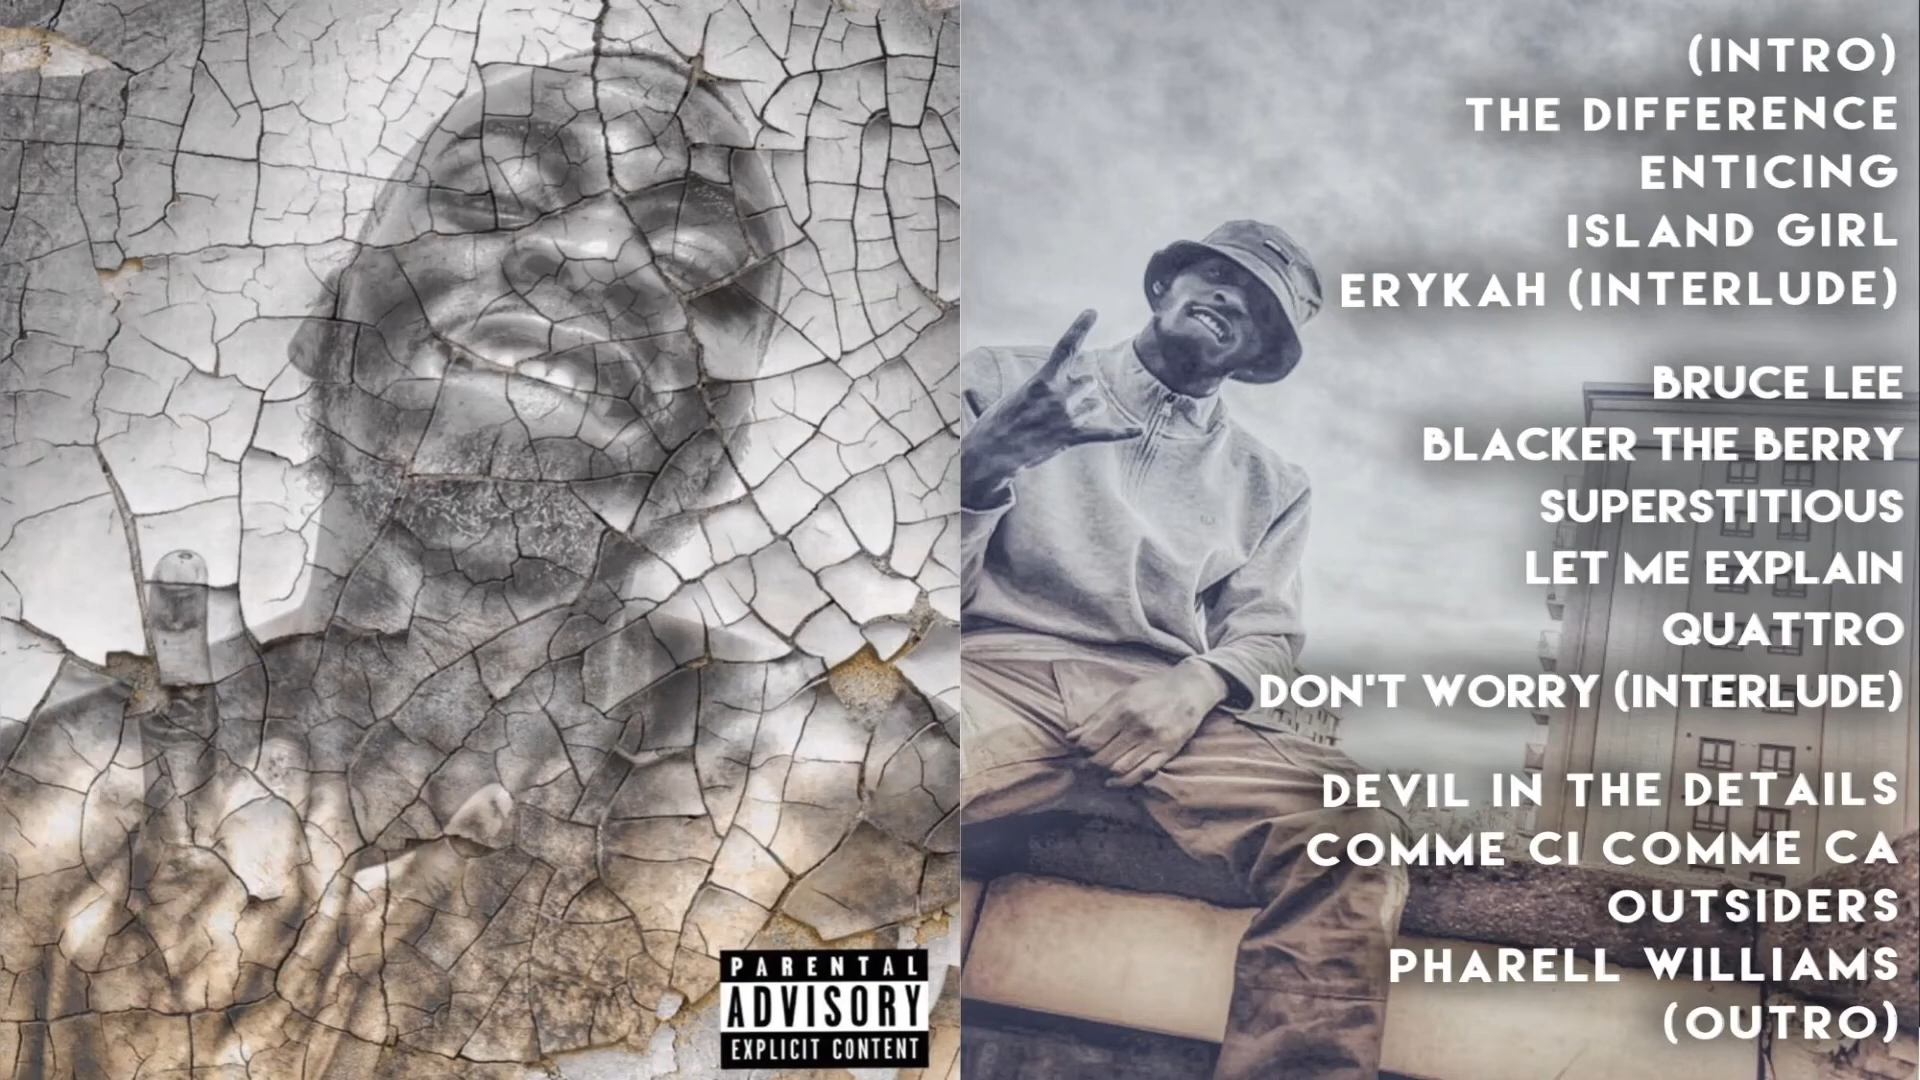 PARENTAL
ADVISORY
EXPLICIT CONTENT
(INTRO)
THE DIFFERENCE
ENTICING
ISLAND GIRL
ERYKAH (INTERLUDE)
BRUCE LEE
BLACKER THE BERRY
SUPERSTITIOUS
LET ME EXPLAIN
QUATTRO
DON'T WORRY (INTERLUDE)
DEVIL IN THE DETAILS
COMME CI COMME CA
OUTSIDERS
PHARELL WILLIAMS
(OUTRO)